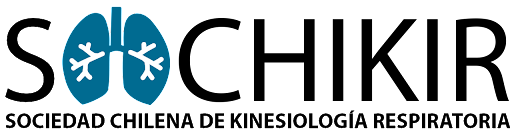 SOCHIKIR
SOCIEDAD CHILENA DE KINESIOLOGÍA RESPIRATORIA